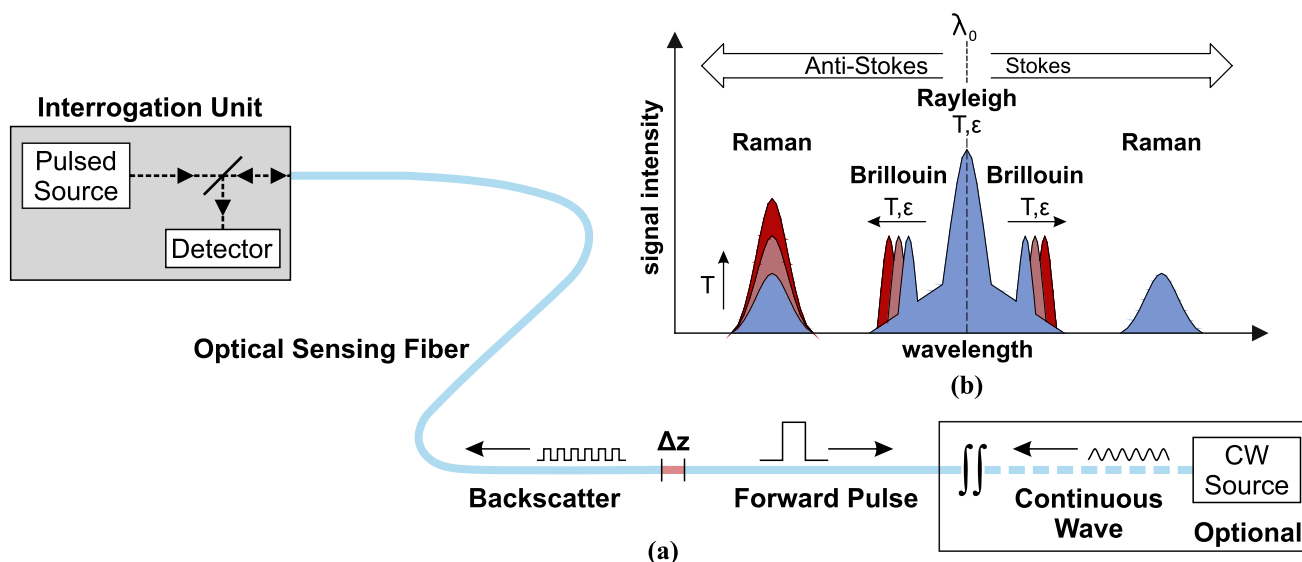 Interrogation Unit
Pulsed
Source
Detector
Optical Sensing Fiber
λ₀
Anti-Stokes
Stokes
Rayleigh
T,ε
Raman
Raman
Brillouin
Brillouin
T,ε
T,ε
signal intensity
T
wavelength
(b)
Δz
Backscatter
Forward Pulse
Continuous
Wave
CW
Source
Optional
(a)